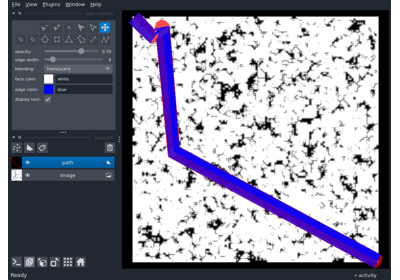 File View Plugins Window Help
opacity: 0.70
edge width: 4
blending: translucent
face color: white
edge color: blue
display text:
path
Image
Ready
activity